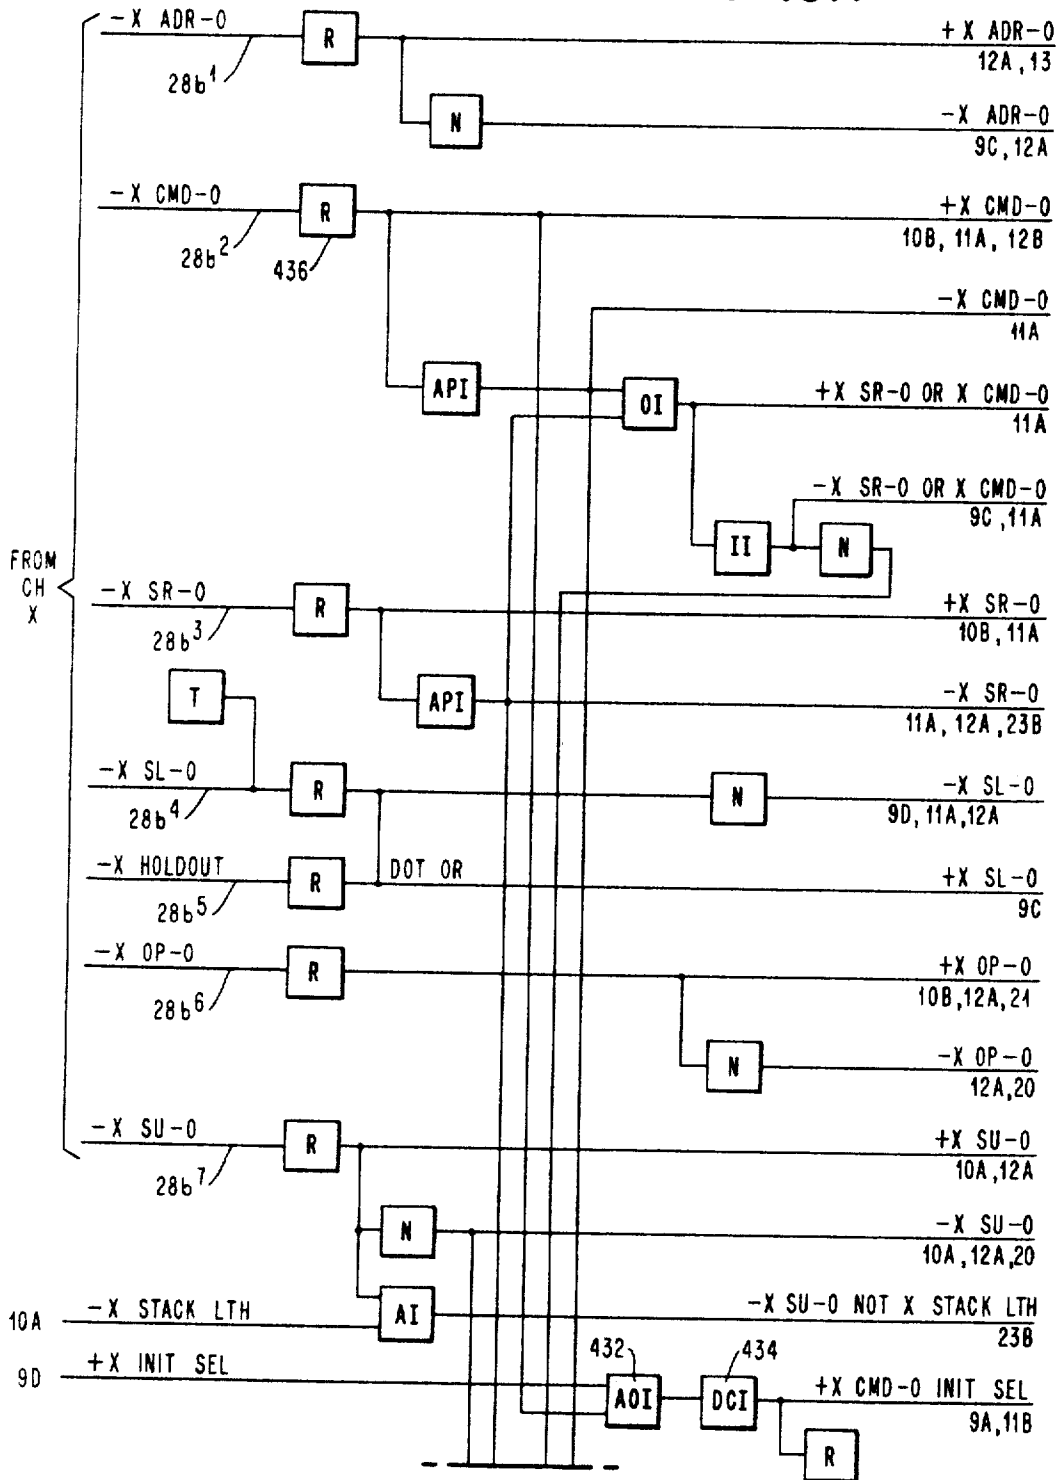 -X ADR-0
R
+X ADR-0
12A, 13
28b1
N
-X ADR-0
9C, 12A
-X CMD-0
R
+X CMD-0
10B, 11A, 12B
28b2
436
-X CMD-0
11A
API
OI
+X SR-0 OR X CMD-0
11A
-X SR-0 OR X CMD-0
9C, 11A
II
N
FROM
CH
X
-X SR-0
R
+X SR-0
10B, 11A
28b3
T
API
-X SR-0
11A, 12A, 23B
-X SL-0
R
N
-X SL-0
9D, 11A, 12A
28b4
-X HOLDOUT
R
DOT OR
+X SL-0
9C
28b5
-X OP-0
R
+X OP-0
10B, 12A, 21
28b6
N
-X OP-0
12A, 20
-X SU-0
R
+X SU-0
10A, 12A
28b7
N
-X SU-0
10A, 12A, 20
10A
-X STACK LTH
AI
-X SU-0 NOT X STACK LTH
23B
9D
+X INIT SEL
432
434
AOI
DCI
+X CMD-0 INIT SEL
9A, 11B
R